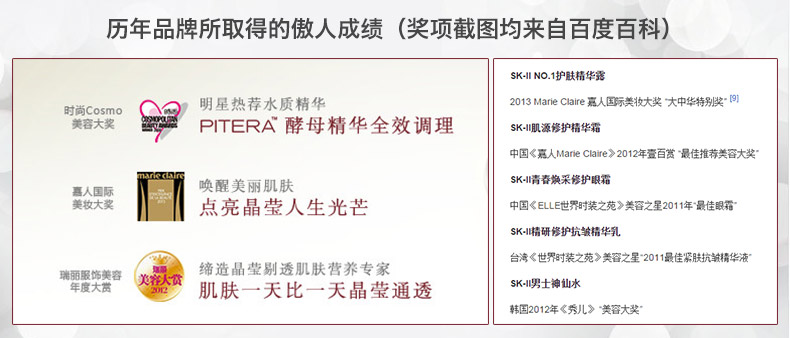 历年品牌所取得的傲人成绩（奖项截图均来自百度百科）
时尚Cosmo
美容大奖
COSMOPOLITAN
BEAUTY AWARDS
明星热荐水质精华
PITERA™ 酵母精华全效调理
嘉人国际
美妆大奖
marie claire
唤醒美丽肌肤
点亮晶莹人生光芒
瑞丽服饰美容
年度大赏
瑞丽
美容大赏
2012
缔造晶莹剔透肌肤营养专家
肌肤一天比一天晶莹通透
SK-II NO.1护肤精华露
2013 Marie Claire 嘉人国际美妆大奖 “大中华特别奖” [9]
SK-II肌源修护精华霜
中国《嘉人Marie Claire》2012年壹百赏 “最佳推荐美容大奖”
SK-II青春焕采修护眼霜
中国《ELLE世界时装之苑》美容之星2011年“最佳眼霜”
SK-II精研修护抗皱精华乳
台湾《世界时装之苑》美容之星“2011最佳紧肤抗皱精华液”
SK-II男士神仙水
韩国2012年《秀儿》 “美容大奖”